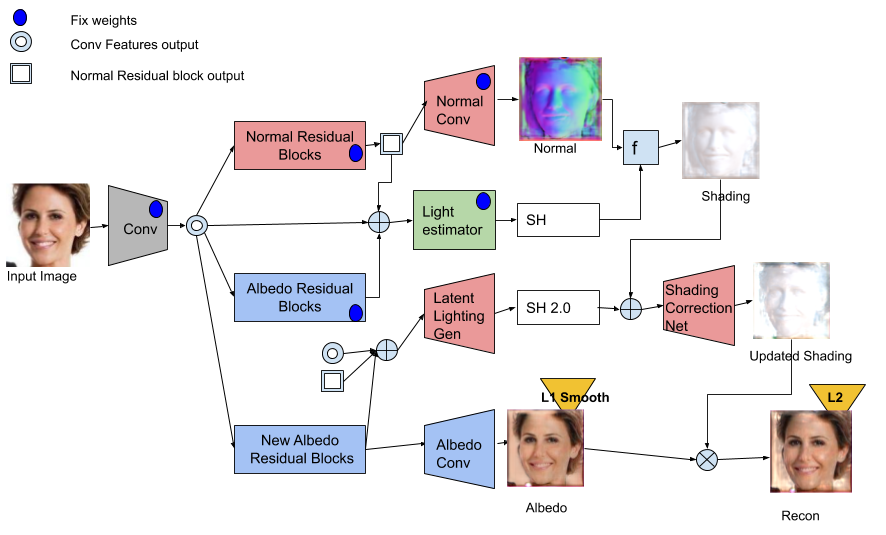 Fix weights
Conv Features output
Normal Residual block output
Normal Residual
Blocks
Normal
Conv
Normal
f
Shading
Conv
Input Image
Light
estimator
SH
Albedo Residual
Blocks
Latent
Lighting
Gen
SH 2.0
Shading
Correction
Net
Updated Shading
L1 Smooth
L2
New Albedo
Residual Blocks
Albedo
Conv
Albedo
Recon